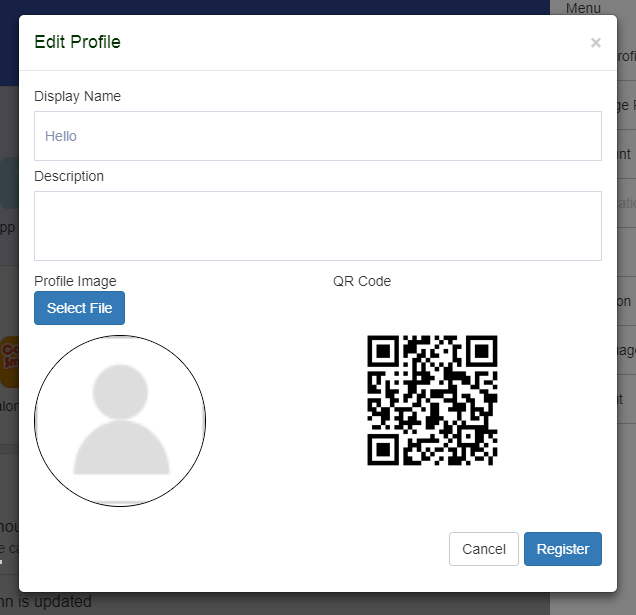 Menu
Edit Profile
×
Display Name
Hello
Description
Profile Image
QR Code
Select File
Cancel
Register
is updated